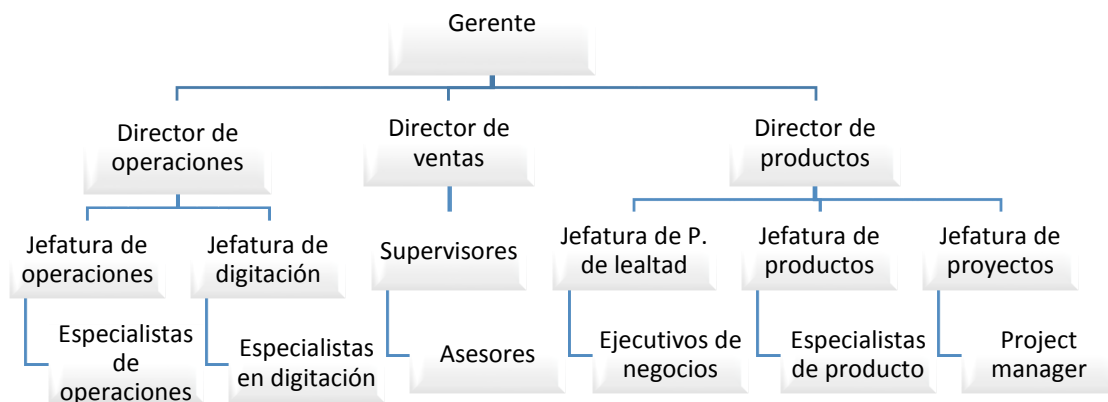 Gerente
Director de
operaciones
Director de
ventas
Director de
productos
Jefatura de
operaciones
Jefatura de
digitación
Supervisores
Jefatura de P.
de lealtad
Jefatura de
productos
Jefatura de
proyectos
Especialistas
de
operaciones
Especialistas
en digitación
Asesores
Ejecutivos de
negocios
Especialistas
de producto
Project
manager